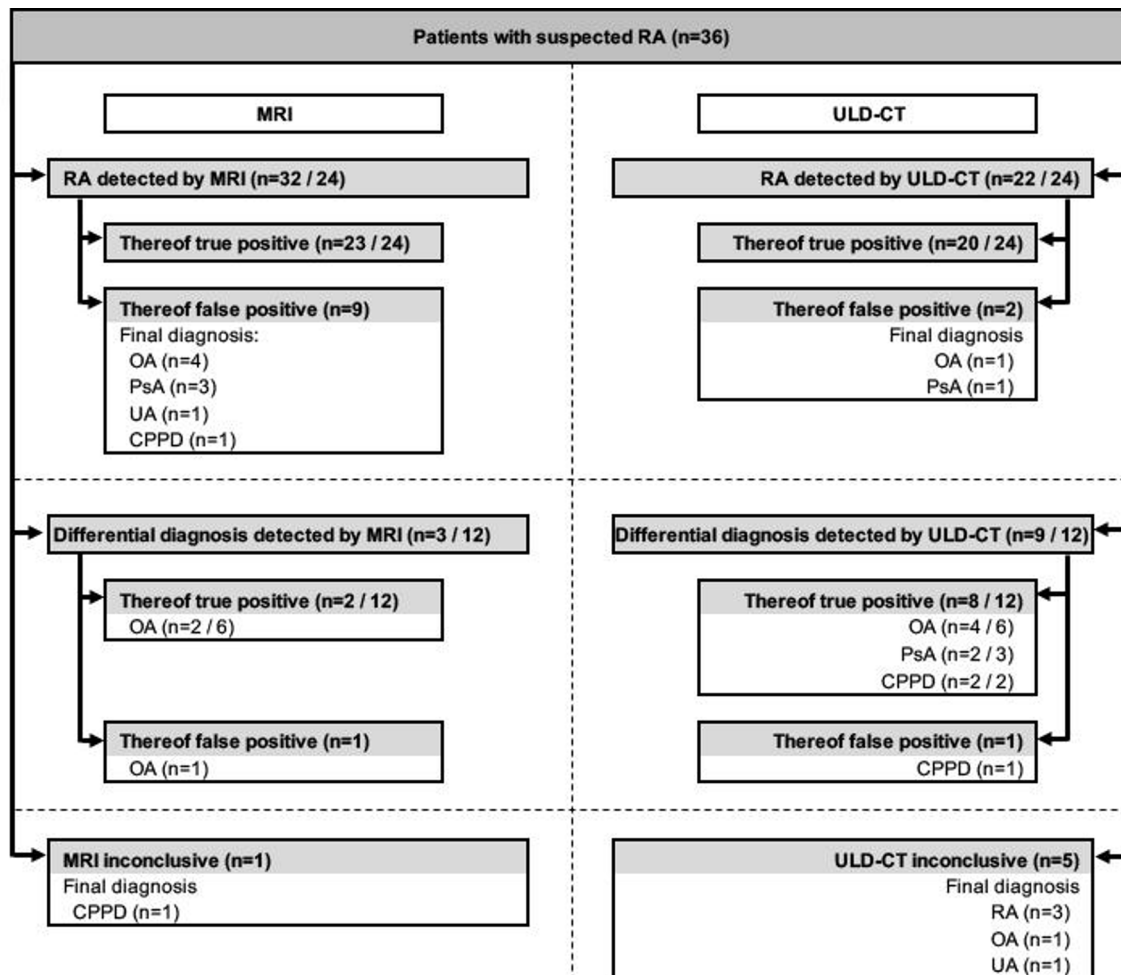 Patients with suspected RA (n=36)
MRI
RA detected by MRI (n=32 / 24)
Thereof true positive (n=23 / 24)
Thereof false positive (n=9)
Final diagnosis:
OA (n=4)
PsA (n=3)
UA (n=1)
CPPD (n=1)
Differential diagnosis detected by MRI (n=3 / 12)
Thereof true positive (n=2 / 12)
OA (n=2 / 6)
Thereof false positive (n=1)
OA (n=1)
MRI inconclusive (n=1)
Final diagnosis
CPPD (n=1)
ULD-CT
RA detected by ULD-CT (n=22 / 24)
Thereof true positive (n=20 / 24)
Thereof false positive (n=2)
Final diagnosis
OA (n=1)
PsA (n=1)
Differential diagnosis detected by ULD-CT (n=9 / 12)
Thereof true positive (n=8 / 12)
OA (n=4 / 6)
PsA (n=2 / 3)
CPPD (n=2 / 2)
Thereof false positive (n=1)
CPPD (n=1)
ULD-CT inconclusive (n=5)
Final diagnosis
RA (n=3)
OA (n=1)
UA (n=1)